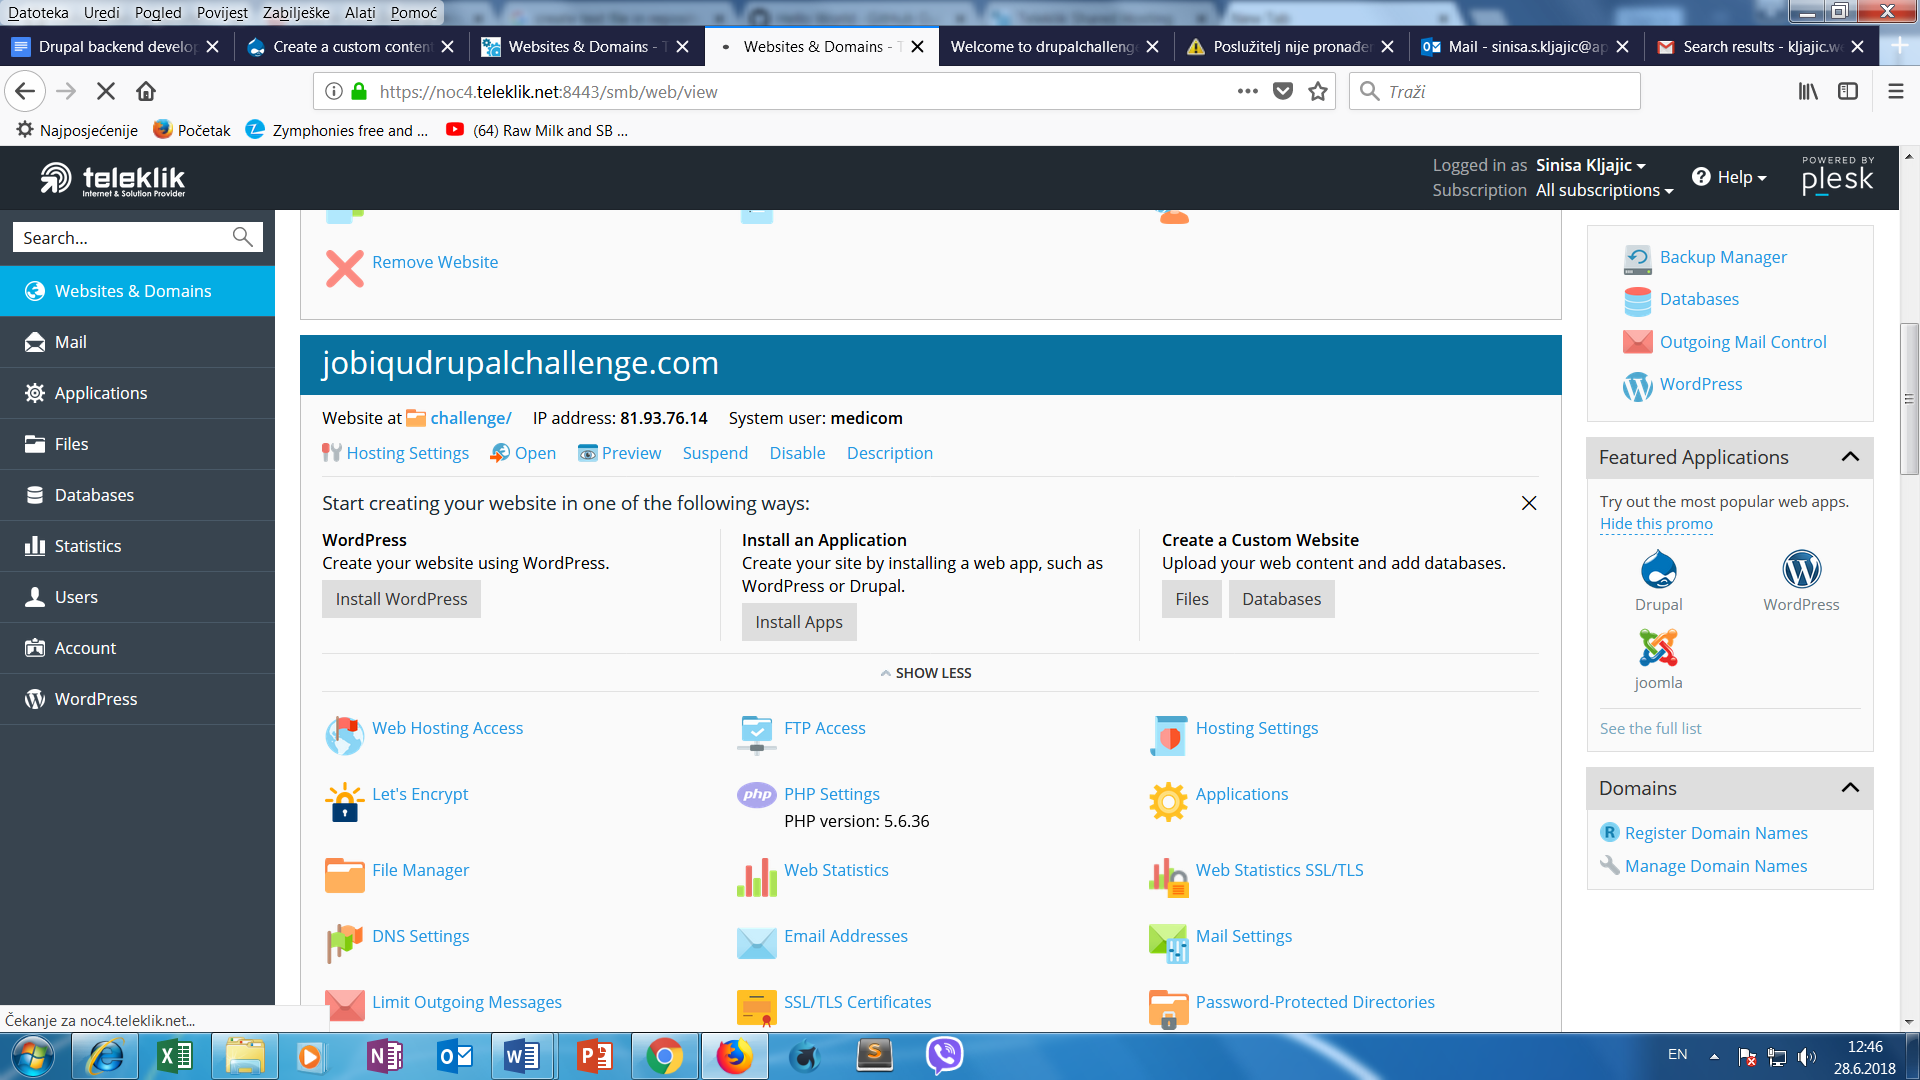 Datoteka Uredi Pogled Povijest Zabilješke Alati Pomoć
Drupal backend develop
Create a custom conten
Websites & Domains - T
Websites & Domains - T
Welcome to drupalchalleng
Poslužitelj nije pronađe
Mail - sinisa.s.kljajic@ap
Search results - kljajic.w
https://noc4.teleklik.net:8443/smb/web/view
Traži
Najposjećenije Početak Zymphonies free and ... (64) Raw Milk and SB ...
teleklik
Internet & Solution Provider
Logged in as Sinisa Kljajic
Subscription All subscriptions
Help
POWERED BY
plesk
Search...
Websites & Domains
Mail
Applications
Files
Databases
Statistics
Users
Account
WordPress
Remove Website
jobiqudrupalchallenge.com
Website at challenge/ IP address: 81.93.76.14 System user: medicom
Hosting Settings Open Preview Suspend Disable Description
Start creating your website in one of the following ways:
WordPress
Create your website using WordPress.
Install WordPress
Install an Application
Create your site by installing a web app, such as
WordPress or Drupal.
Install Apps
Create a Custom Website
Upload your web content and add databases.
Files Databases
SHOW LESS
Web Hosting Access FTP Access Hosting Settings
Let's Encrypt PHP Settings Applications
php
PHP version: 5.6.36
File Manager Web Statistics Web Statistics SSL/TLS
DNS Settings Email Addresses Mail Settings
Limit Outgoing Messages SSL/TLS Certificates Password-Protected Directories
Backup Manager
Databases
Outgoing Mail Control
WordPress
Featured Applications
Try out the most popular web apps.
Hide this promo
Drupal WordPress
joomla
See the full list
Domains
Register Domain Names
Manage Domain Names
Čekanje za noc4.teleklik.net...
EN
12:46
28.6.2018